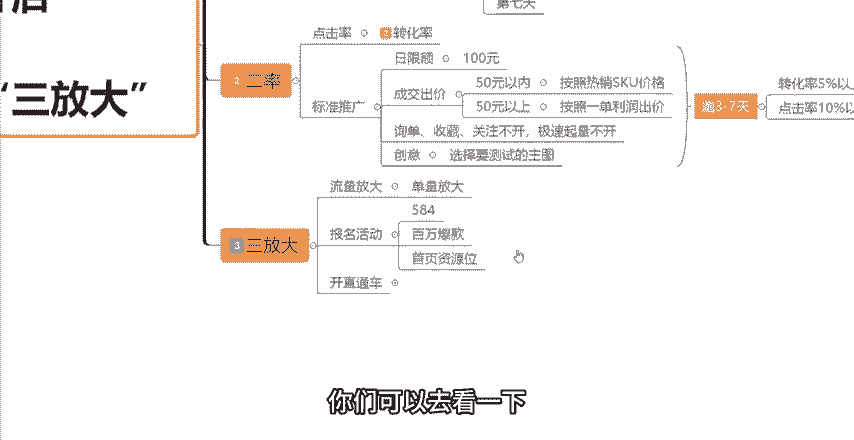 第七天
点击率
1 转化率
"三放大"
2 二率
标准推广
日限额
100元
成交出价
50元以内
按照热销SKU价格
50元以上
按照一单利润出价
询单、收藏、关注不开，极速起量不开
创意
选择要测试的主图
跑3-7天
转化率5%以
点击率10%以
3 三放大
流量放大
单量放大
报名活动
584
百万爆款
首页资源位
开直通车
你们可以去看一下